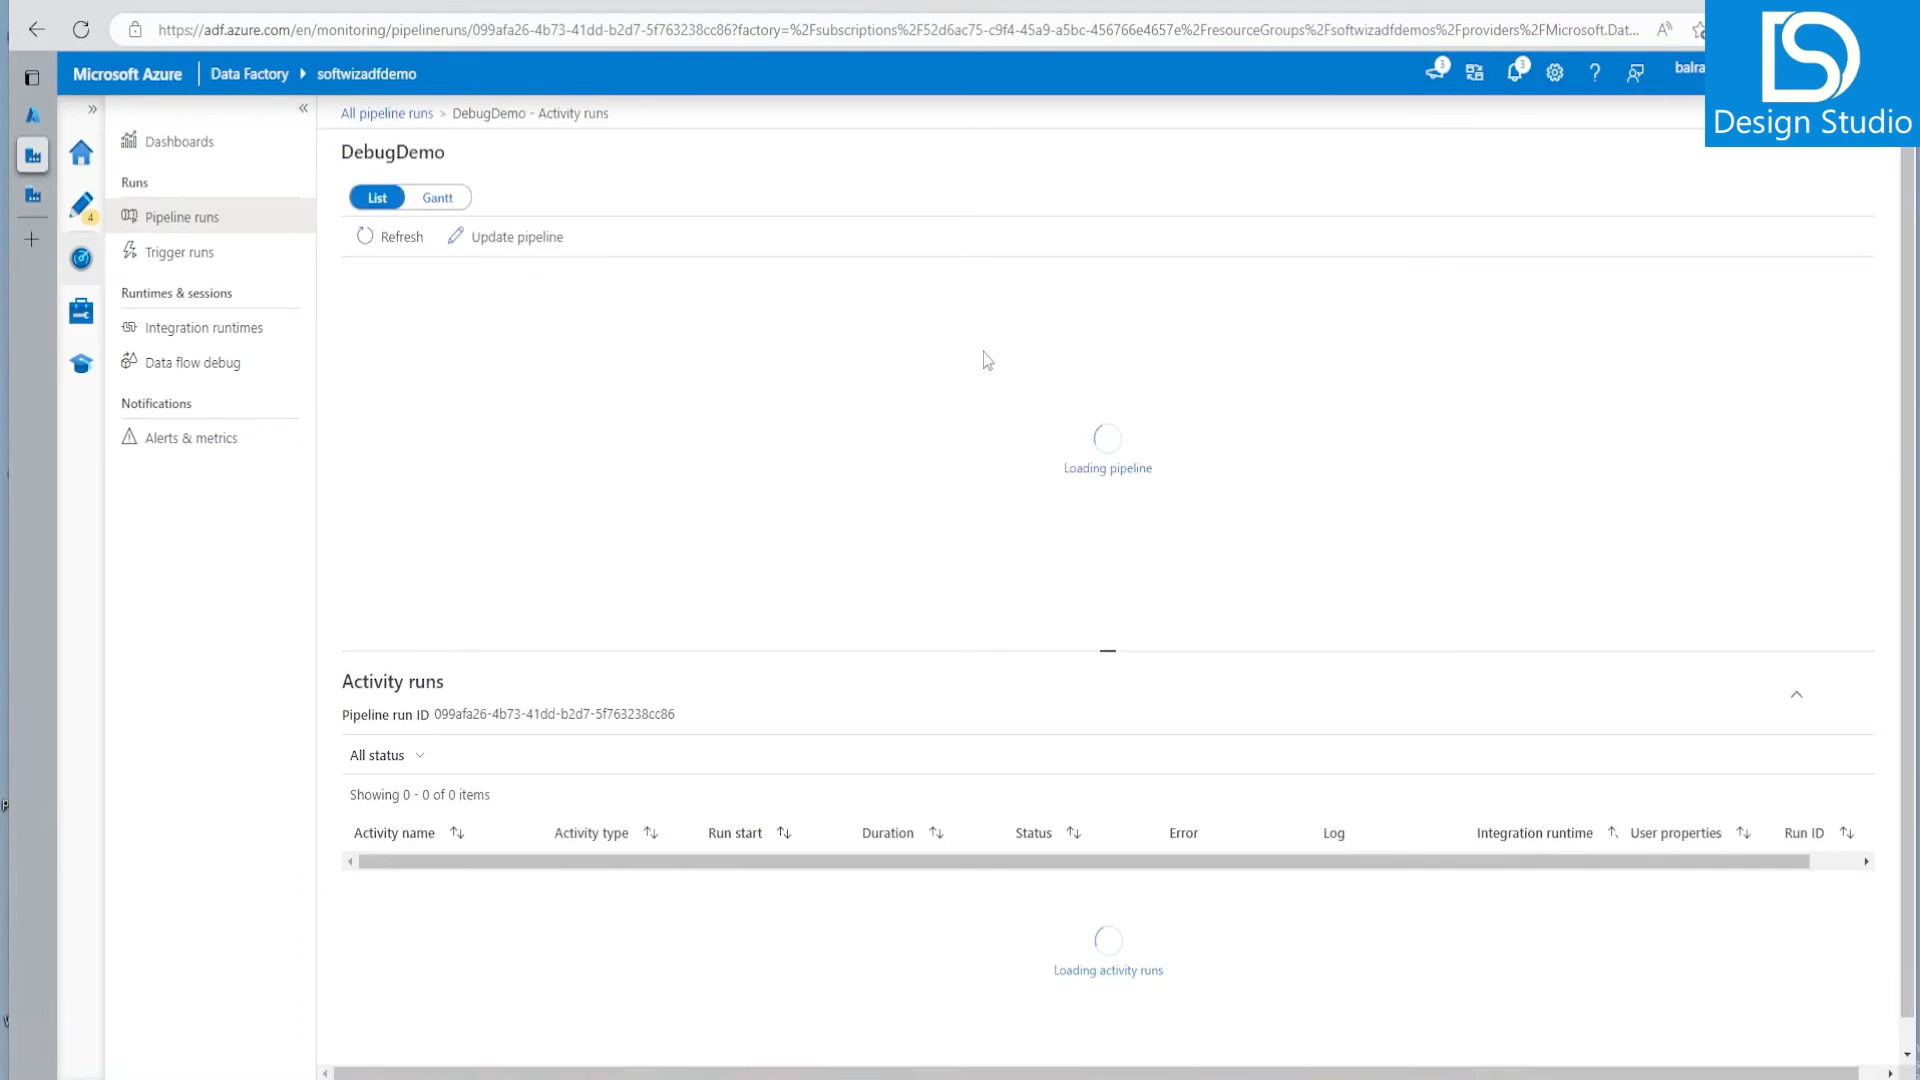 https://adf.azure.com/en/monitoring/pipelineruns/099afa26-4b73-41dd-b2d7-5f763238cc86?factory=%2Fsubscriptions%2F52d6ac75-c9f4-45a9-a5bc-456766e4657e%2FresourceGroups%2Fsoftwizadfdemos%2Fproviders%2FMicrosoft.Dat...
Microsoft Azure
Data Factory
softwizadfdemo
3
3
balra
Design Studio
All pipeline runs > DebugDemo - Activity runs
Dashboards
DebugDemo
Runs
List
Gantt
4
Pipeline runs
Refresh
Update pipeline
Trigger runs
Runtimes & sessions
Integration runtimes
Data flow debug
Notifications
Alerts & metrics
Loading pipeline
Activity runs
Pipeline run ID 099afa26-4b73-41dd-b2d7-5f763238cc86
All status
Showing 0 - 0 of 0 items
Activity name
Activity type
Run start
Duration
Status
Error
Log
Integration runtime
User properties
Run ID
Loading activity runs